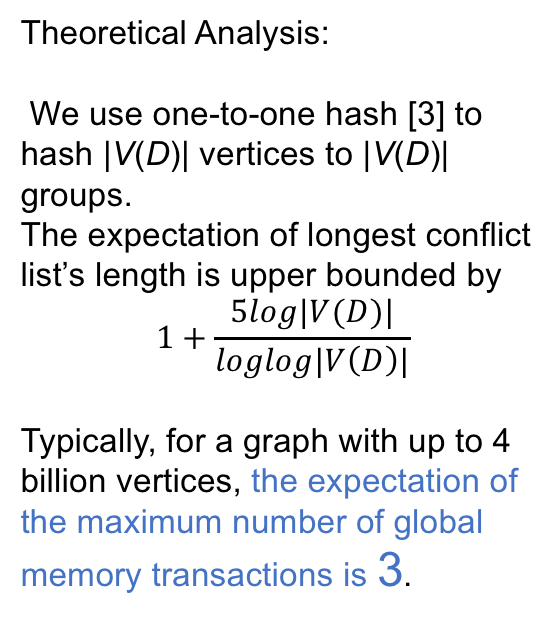 Theoretical Analysis:
We use one-to-one hash [3] to
hash |V(D)| vertices to |V(D)|
groups.
The expectation of longest conflict
list's length is upper bounded by
1 + 5log|V(D)| / loglog|V(D)|
Typically, for a graph with up to 4
billion vertices, the expectation of
the maximum number of global
memory transactions is 3.